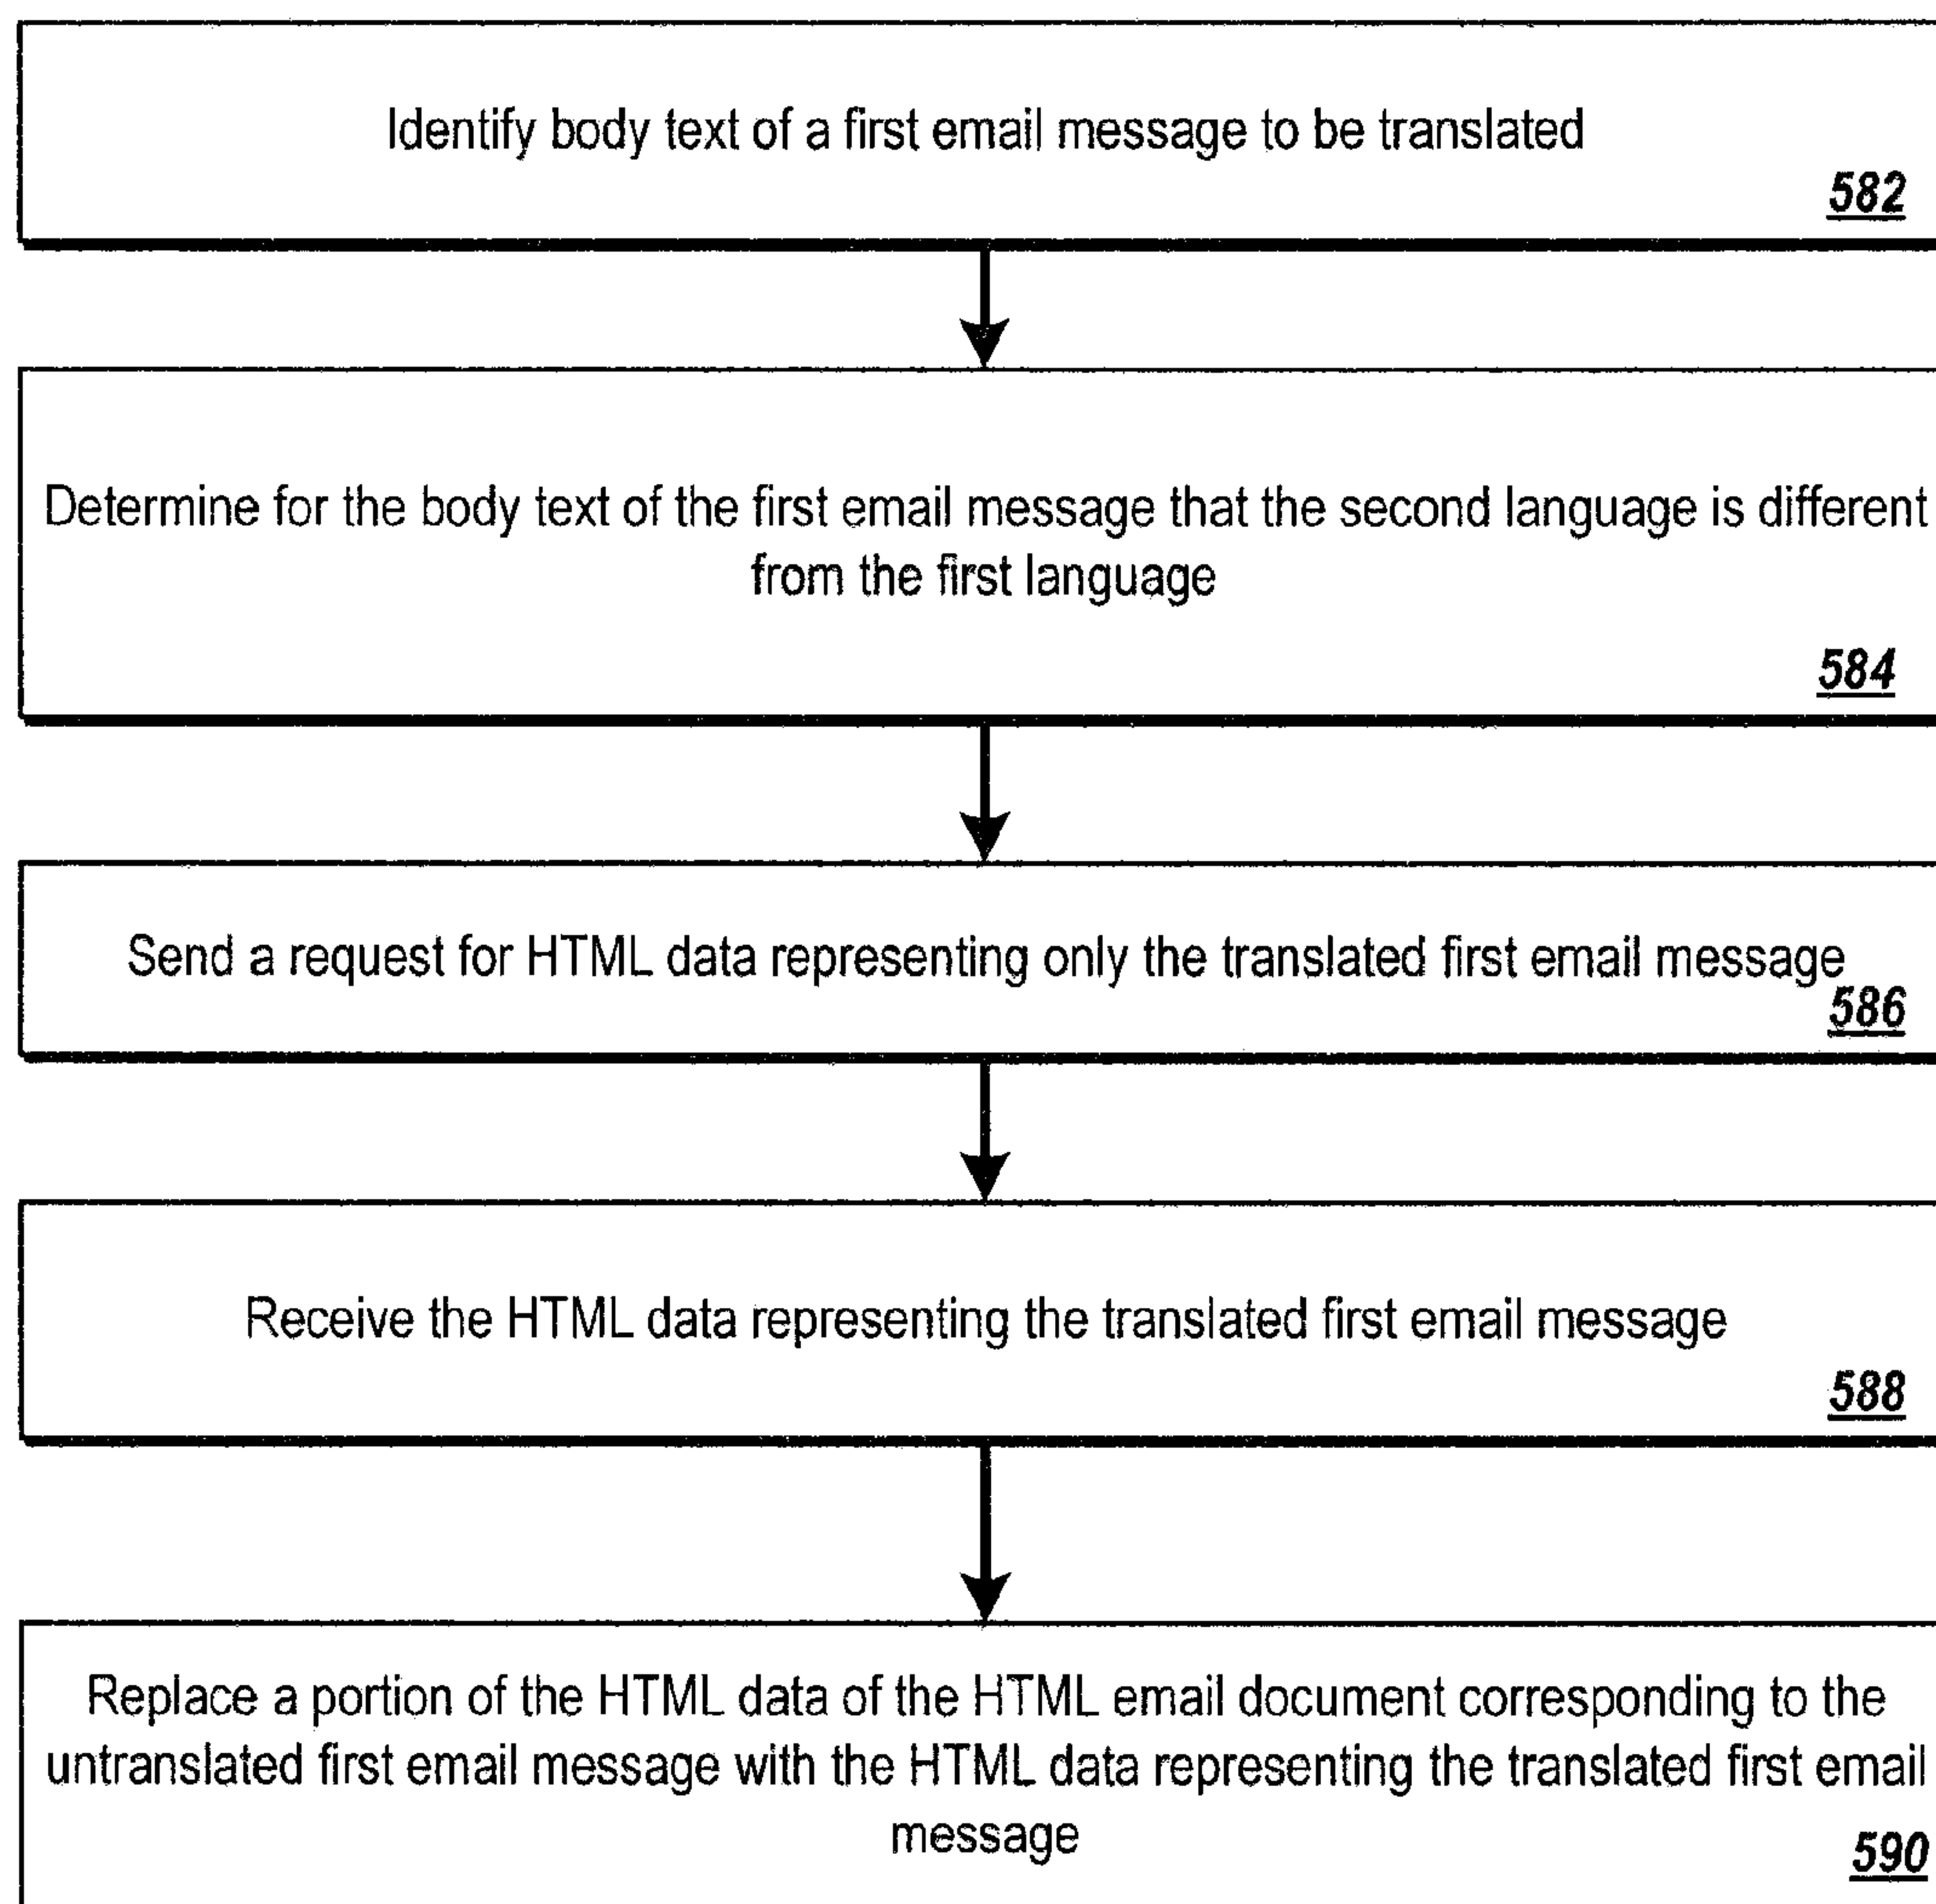 Identify body text of a first email message to be translated
582
Determine for the body text of the first email message that the second language is different
from the first language
584
Send a request for HTML data representing only the translated first email message
586
Receive the HTML data representing the translated first email message
588
Replace a portion of the HTML data of the HTML email document corresponding to the
untranslated first email message with the HTML data representing the translated first email
message
590